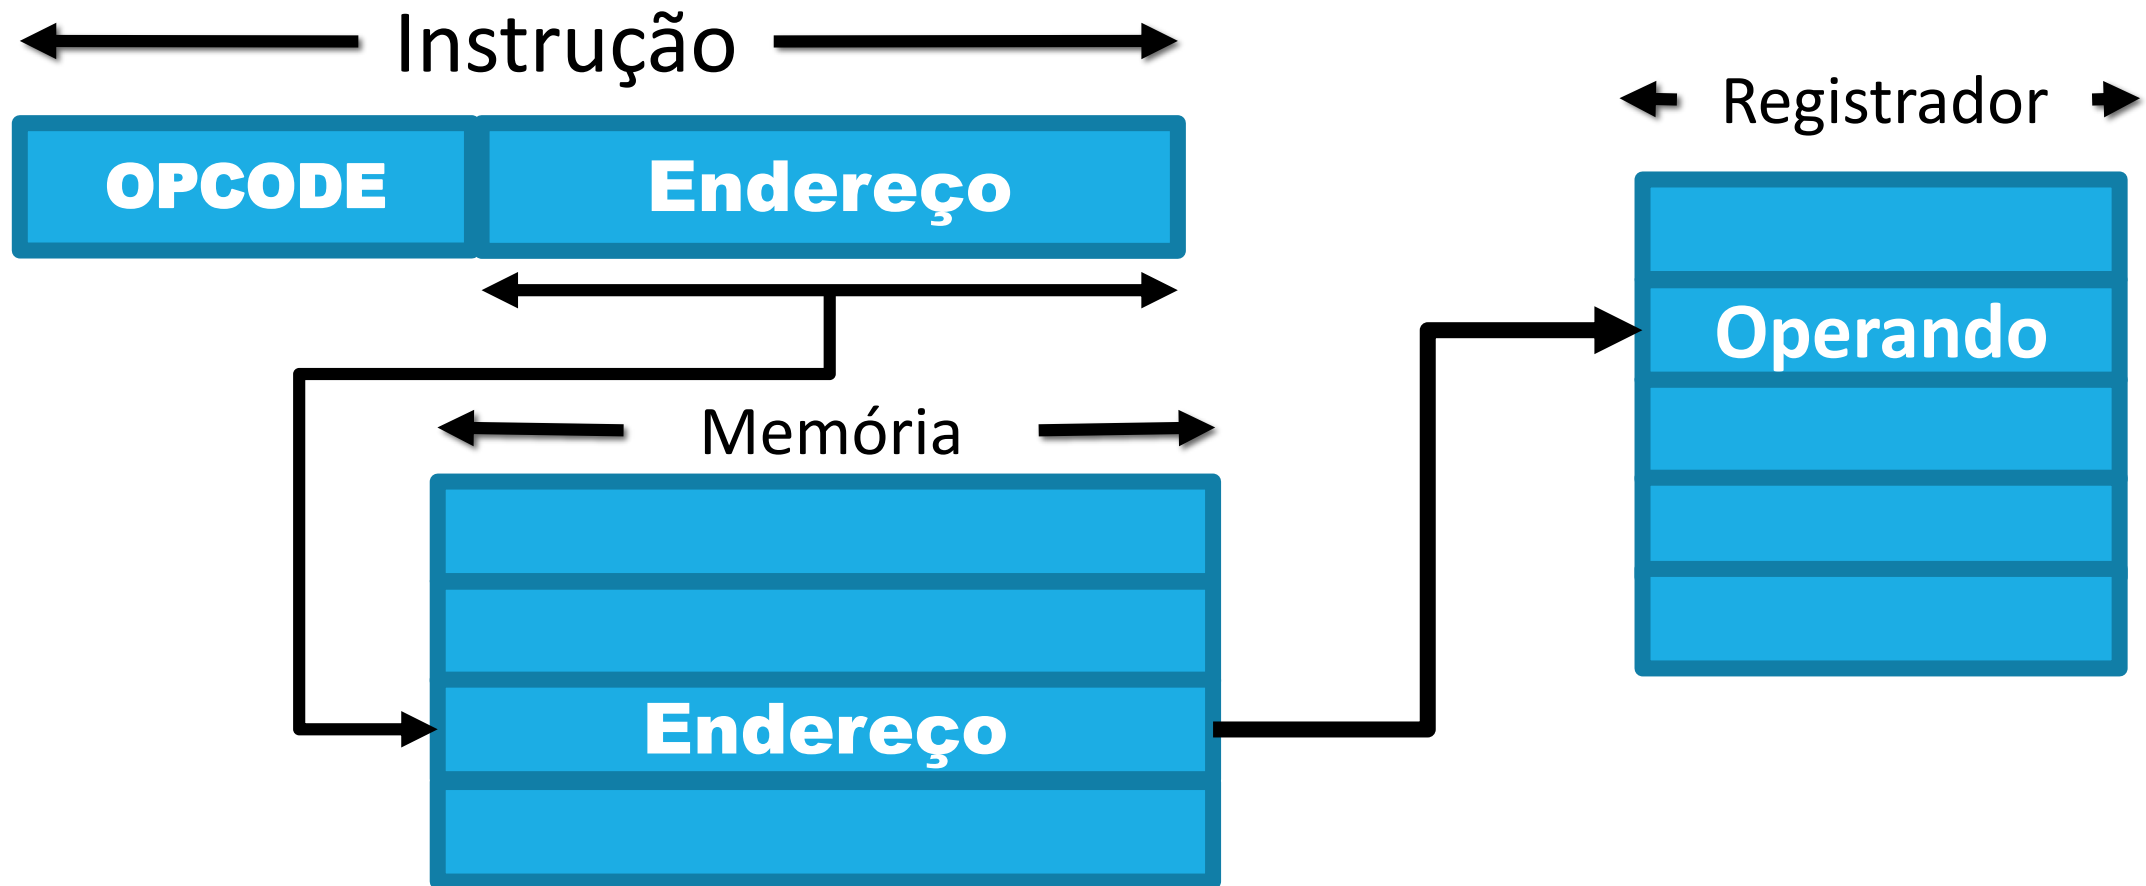 Instrução
Registrador
OPCODE
Endereço
Operando
Memória
Endereço